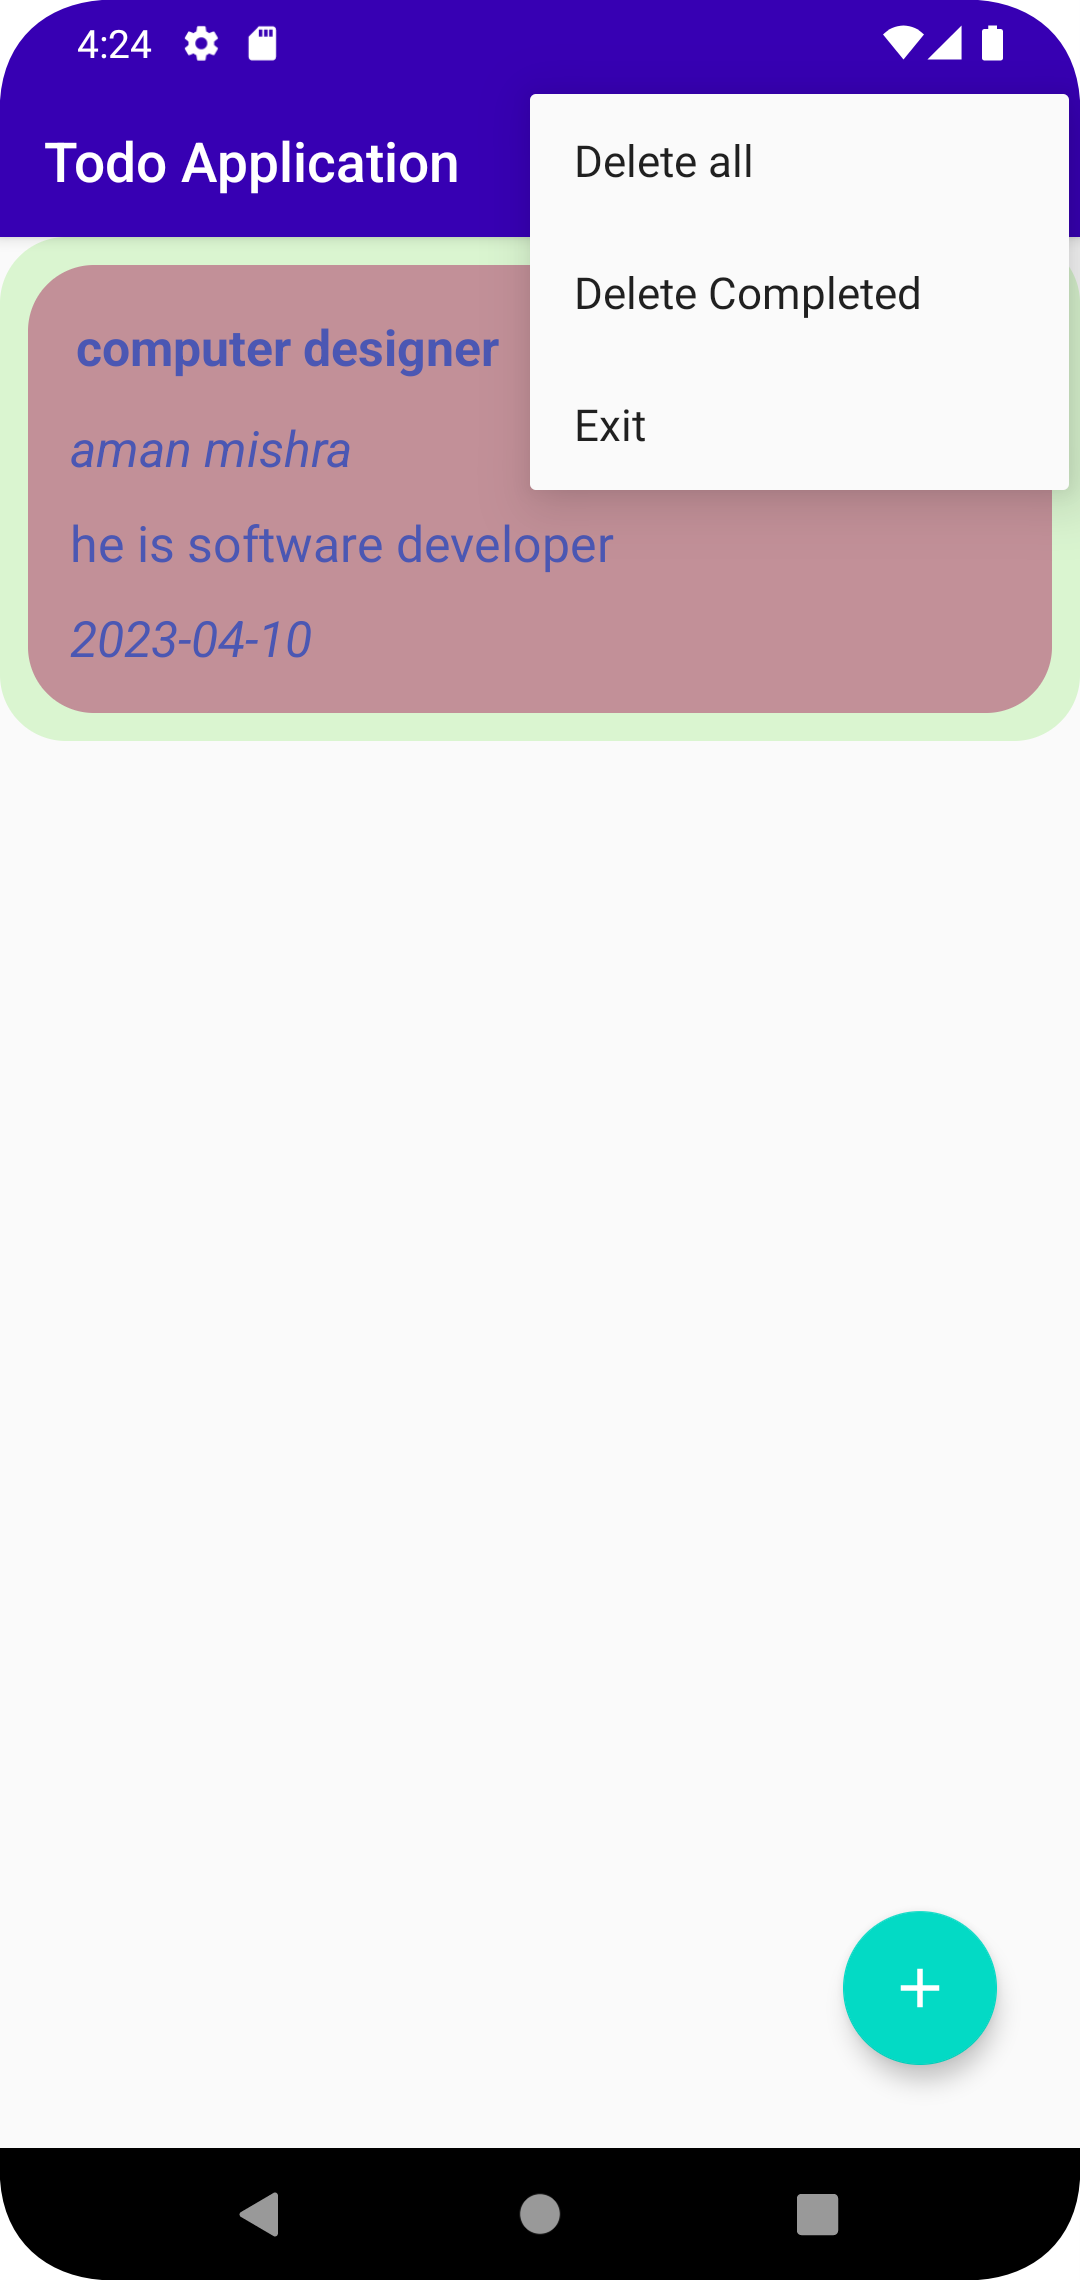 4:24
Todo Application
Delete all
Delete Completed
Exit
computer designer
aman mishra
he is software developer
2023-04-10